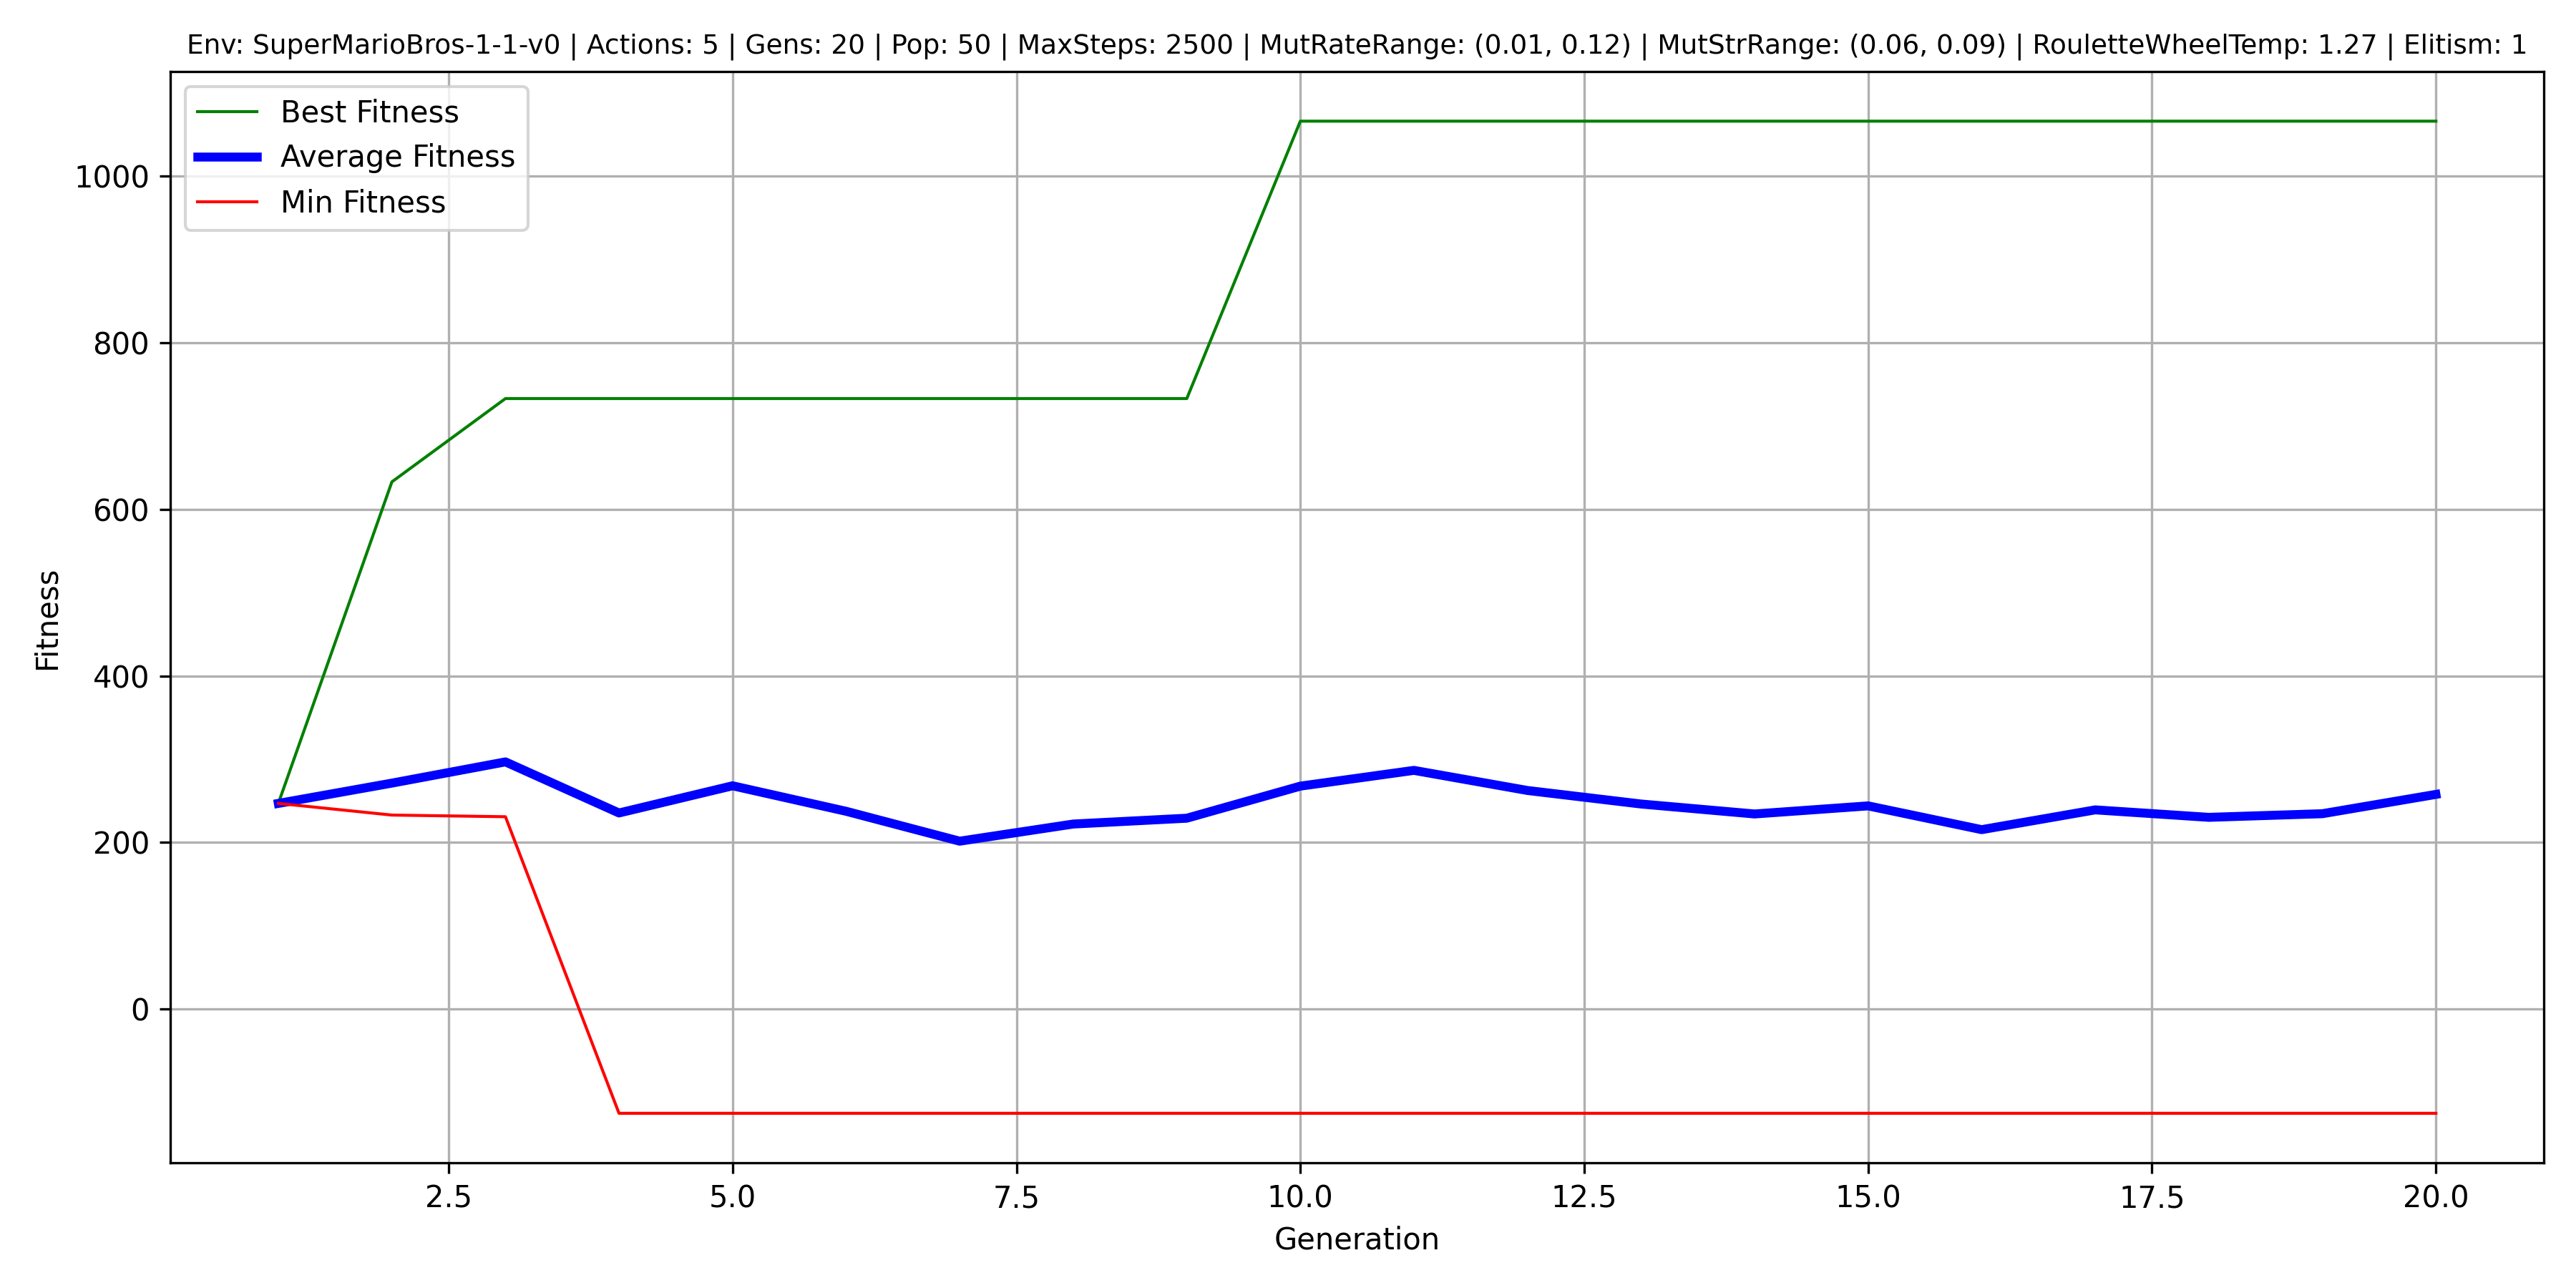 Env: SuperMarioBros-1-1-v0 | Actions: 5 | Gens: 20 | Pop: 50 | MaxSteps: 2500 | MutRateRange: (0.01, 0.12) | MutStrRange: (0.06, 0.09) | RouletteWheelTemp: 1.27 | Elitism: 1
Best Fitness
Average Fitness
Min Fitness
1000
800
600
400
200
0
Fitness
2.5 5.0 7.5 10.0 12.5 15.0 17.5 20.0
Generation